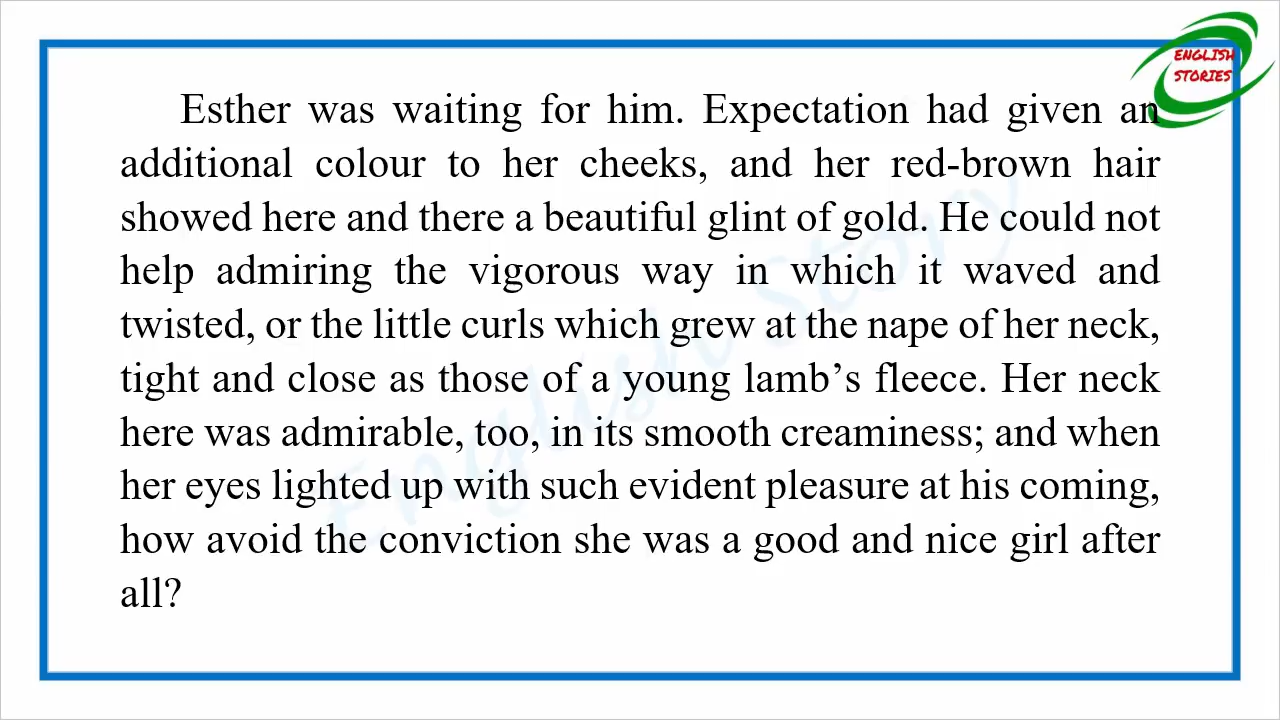 ENGLISH
STORIES
Esther was waiting for him. Expectation had given an
additional colour to her cheeks, and her red-brown hair
showed here and there a beautiful glint of gold. He could not
help admiring the vigorous way in which it waved and
twisted, or the little curls which grew at the nape of her neck,
tight and close as those of a young lamb’s fleece. Her neck
here was admirable, too, in its smooth creaminess; and when
her eyes lighted up with such evident pleasure at his coming,
how avoid the conviction she was a good and nice girl after
all?
English Story